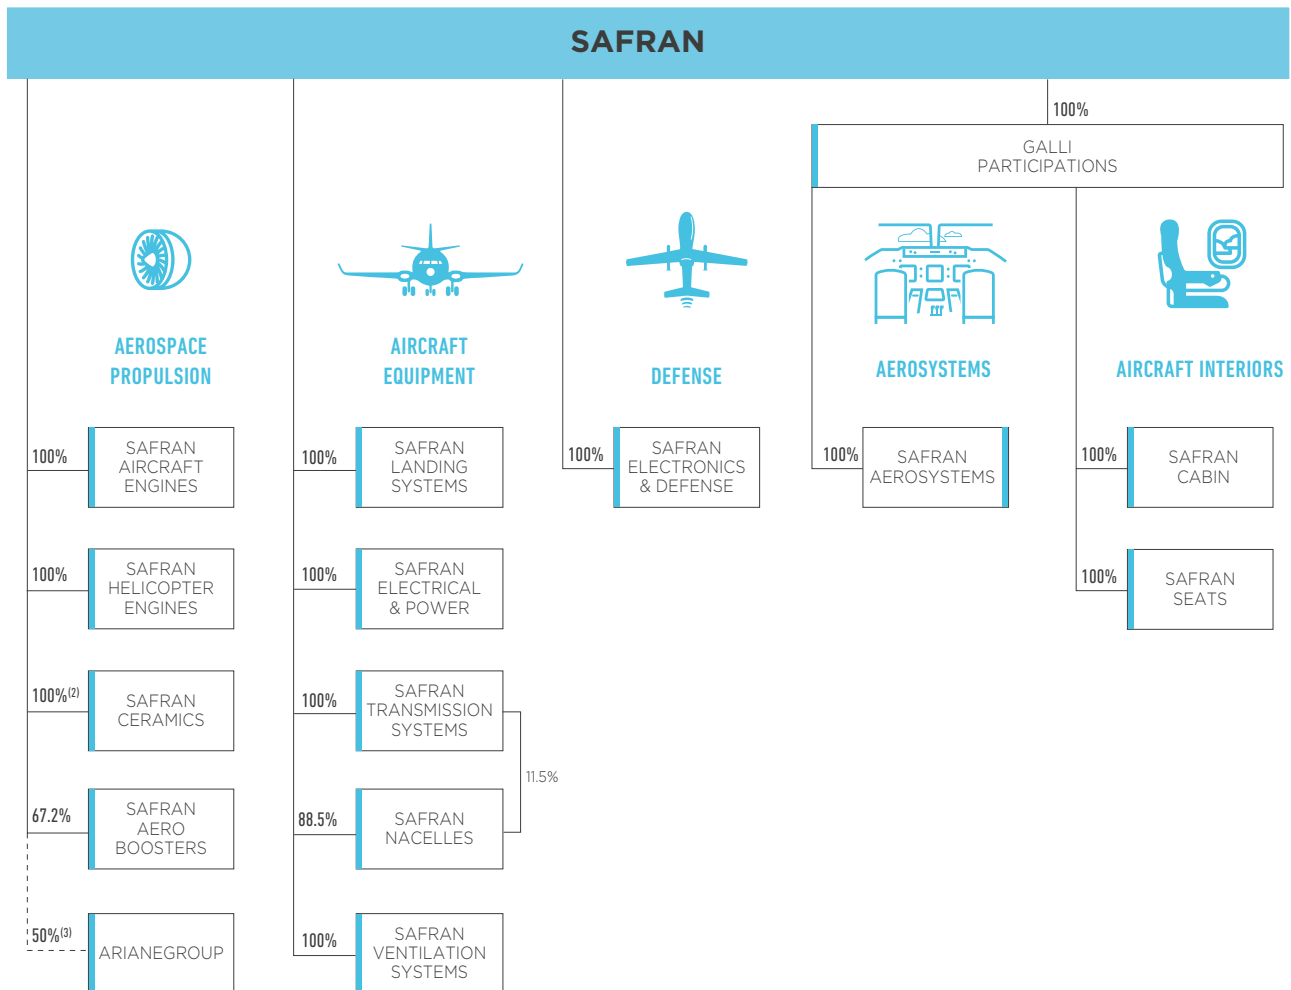 SAFRAN
100%
GALLI
PARTICIPATIONS
AEROSPACE
PROPULSION
AIRCRAFT
EQUIPMENT
DEFENSE
AEROSYSTEMS
AIRCRAFT INTERIORS
100%
SAFRAN
AIRCRAFT
ENGINES
100%
SAFRAN
LANDING
SYSTEMS
100%
SAFRAN
ELECTRONICS
& DEFENSE
100%
SAFRAN
AEROSYSTEMS
100%
SAFRAN
CABIN
100%
SAFRAN
HELICOPTER
ENGINES
100%
SAFRAN
ELECTRICAL
& POWER
100%
SAFRAN
SEATS
100%(2)
SAFRAN
CERAMICS
100%
SAFRAN
TRANSMISSION
SYSTEMS
11.5%
67.2%
SAFRAN
AERO
BOOSTERS
88.5%
SAFRAN
NACELLES
50%(3)
ARIANEGROUP
100%
SAFRAN
VENTILATION
SYSTEMS